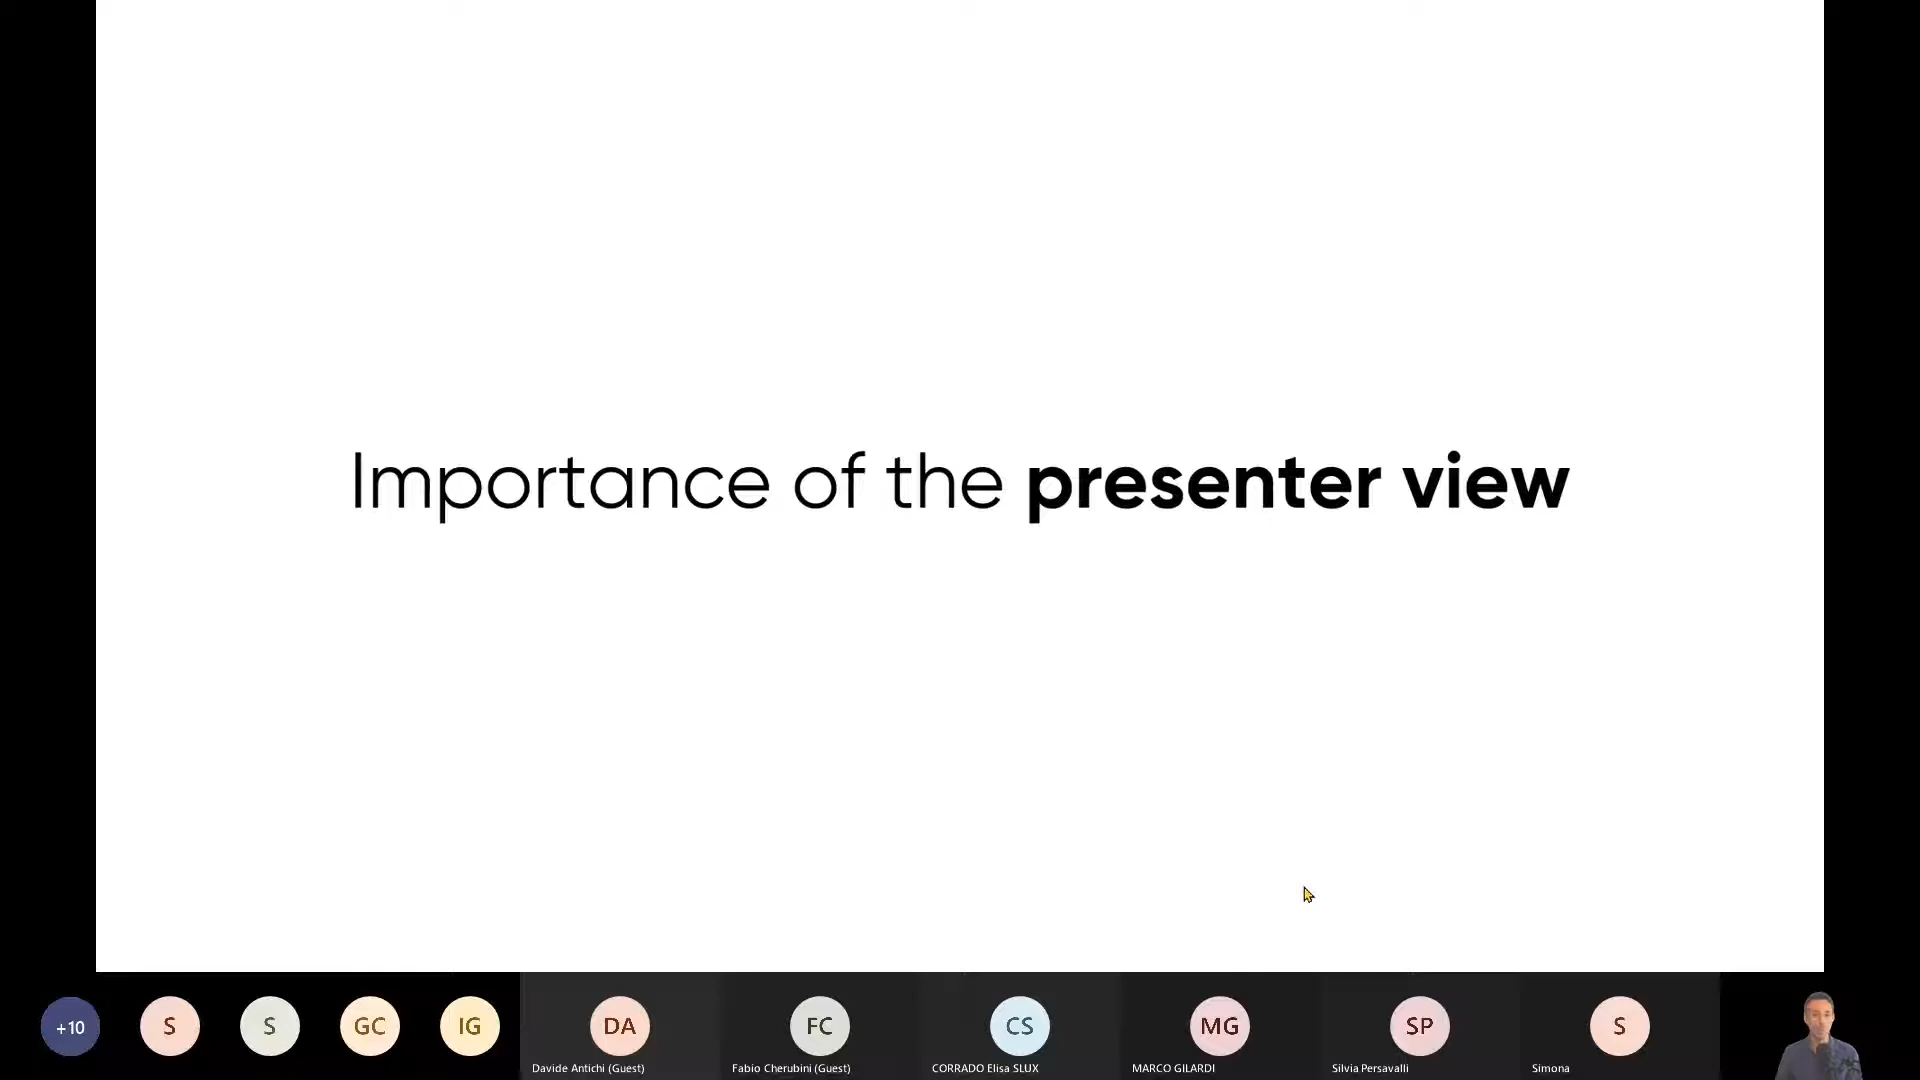 Importance of the presenter view
+10
S
S
GC
IG
DA
FC
CS
MG
SP
S
Davide Antichi (Guest)
Fabio Cherubini (Guest)
CORRADO Elisa SLUX
MARCO GILARDI
Silvia Persavalli
Simona